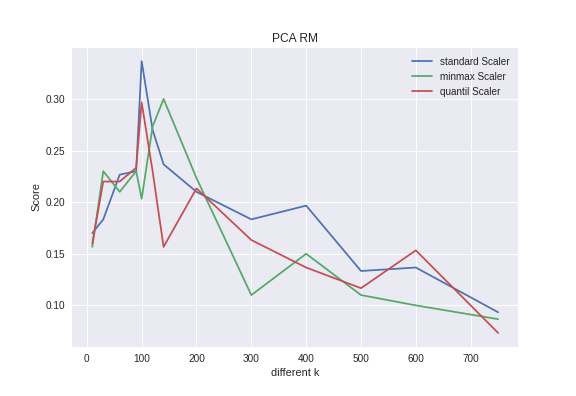 PCA RM
standard Scaler
minmax Scaler
quantil Scaler
Score
0.30
0.25
0.20
0.15
0.10
0 100 200 300 400 500 600 700
different k